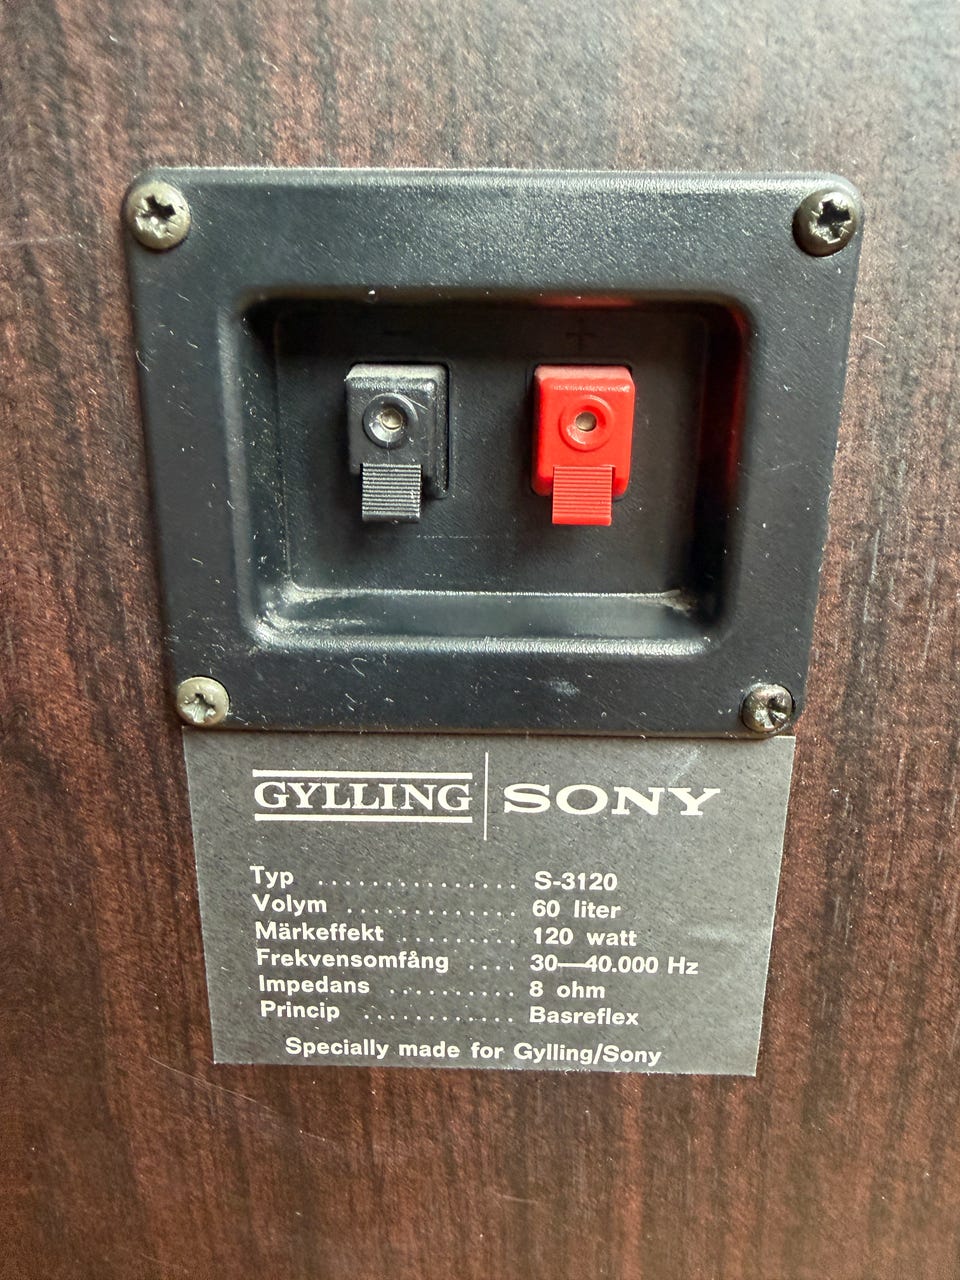 − +
GYLLING | SONY
Typ ............... S-3120
Volym ............. 60 liter
Märkeffekt ......... 120 watt
Frekvensomfång .... 30—40.000 Hz
Impedans .......... 8 ohm
Princip ............ Basreflex
Specially made for Gylling/Sony